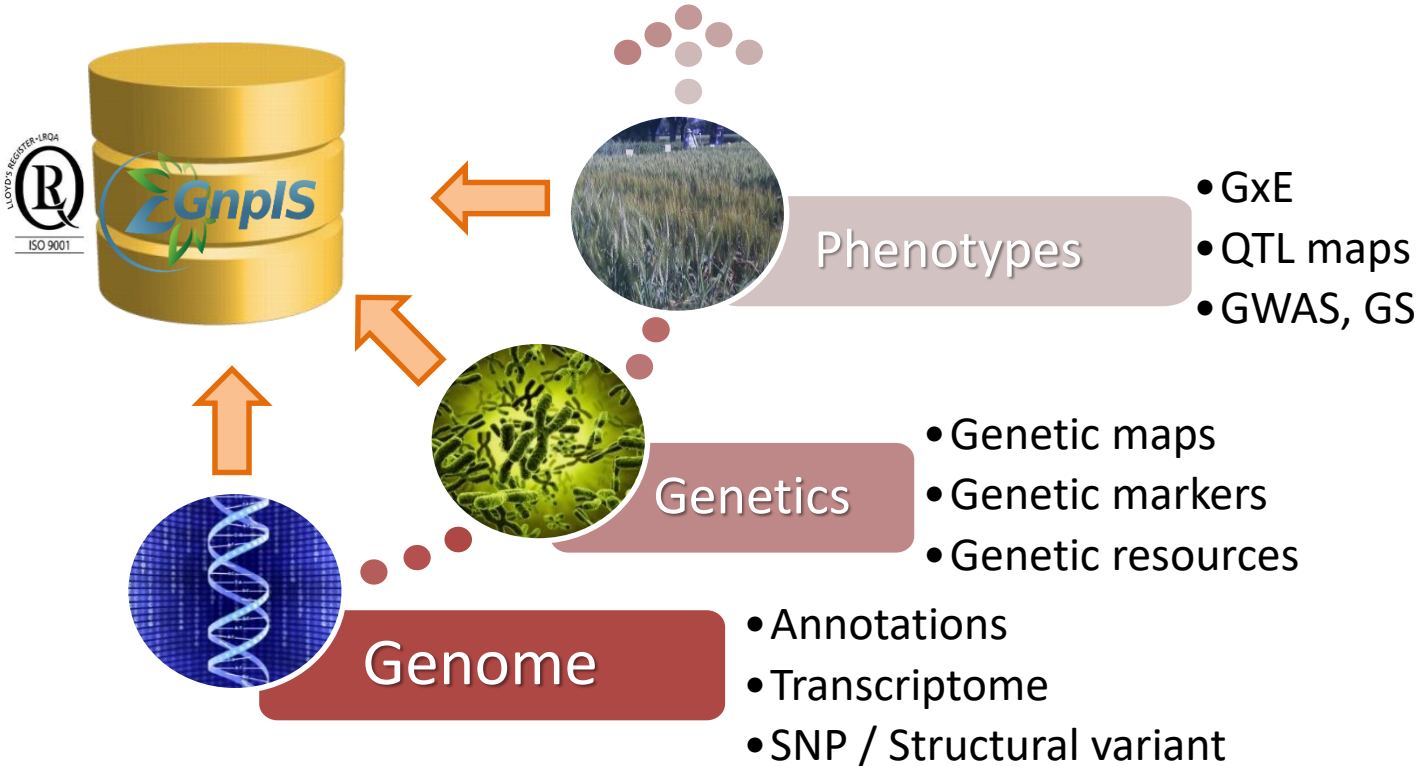 LLOYD'S REGISTER•LRQA
LRQ
ISO 9001
GnpIS
Phenotypes
•GxE
•QTL maps
•GWAS, GS
Genetics
•Genetic maps
•Genetic markers
•Genetic resources
Genome
•Annotations
•Transcriptome
•SNP / Structural variant